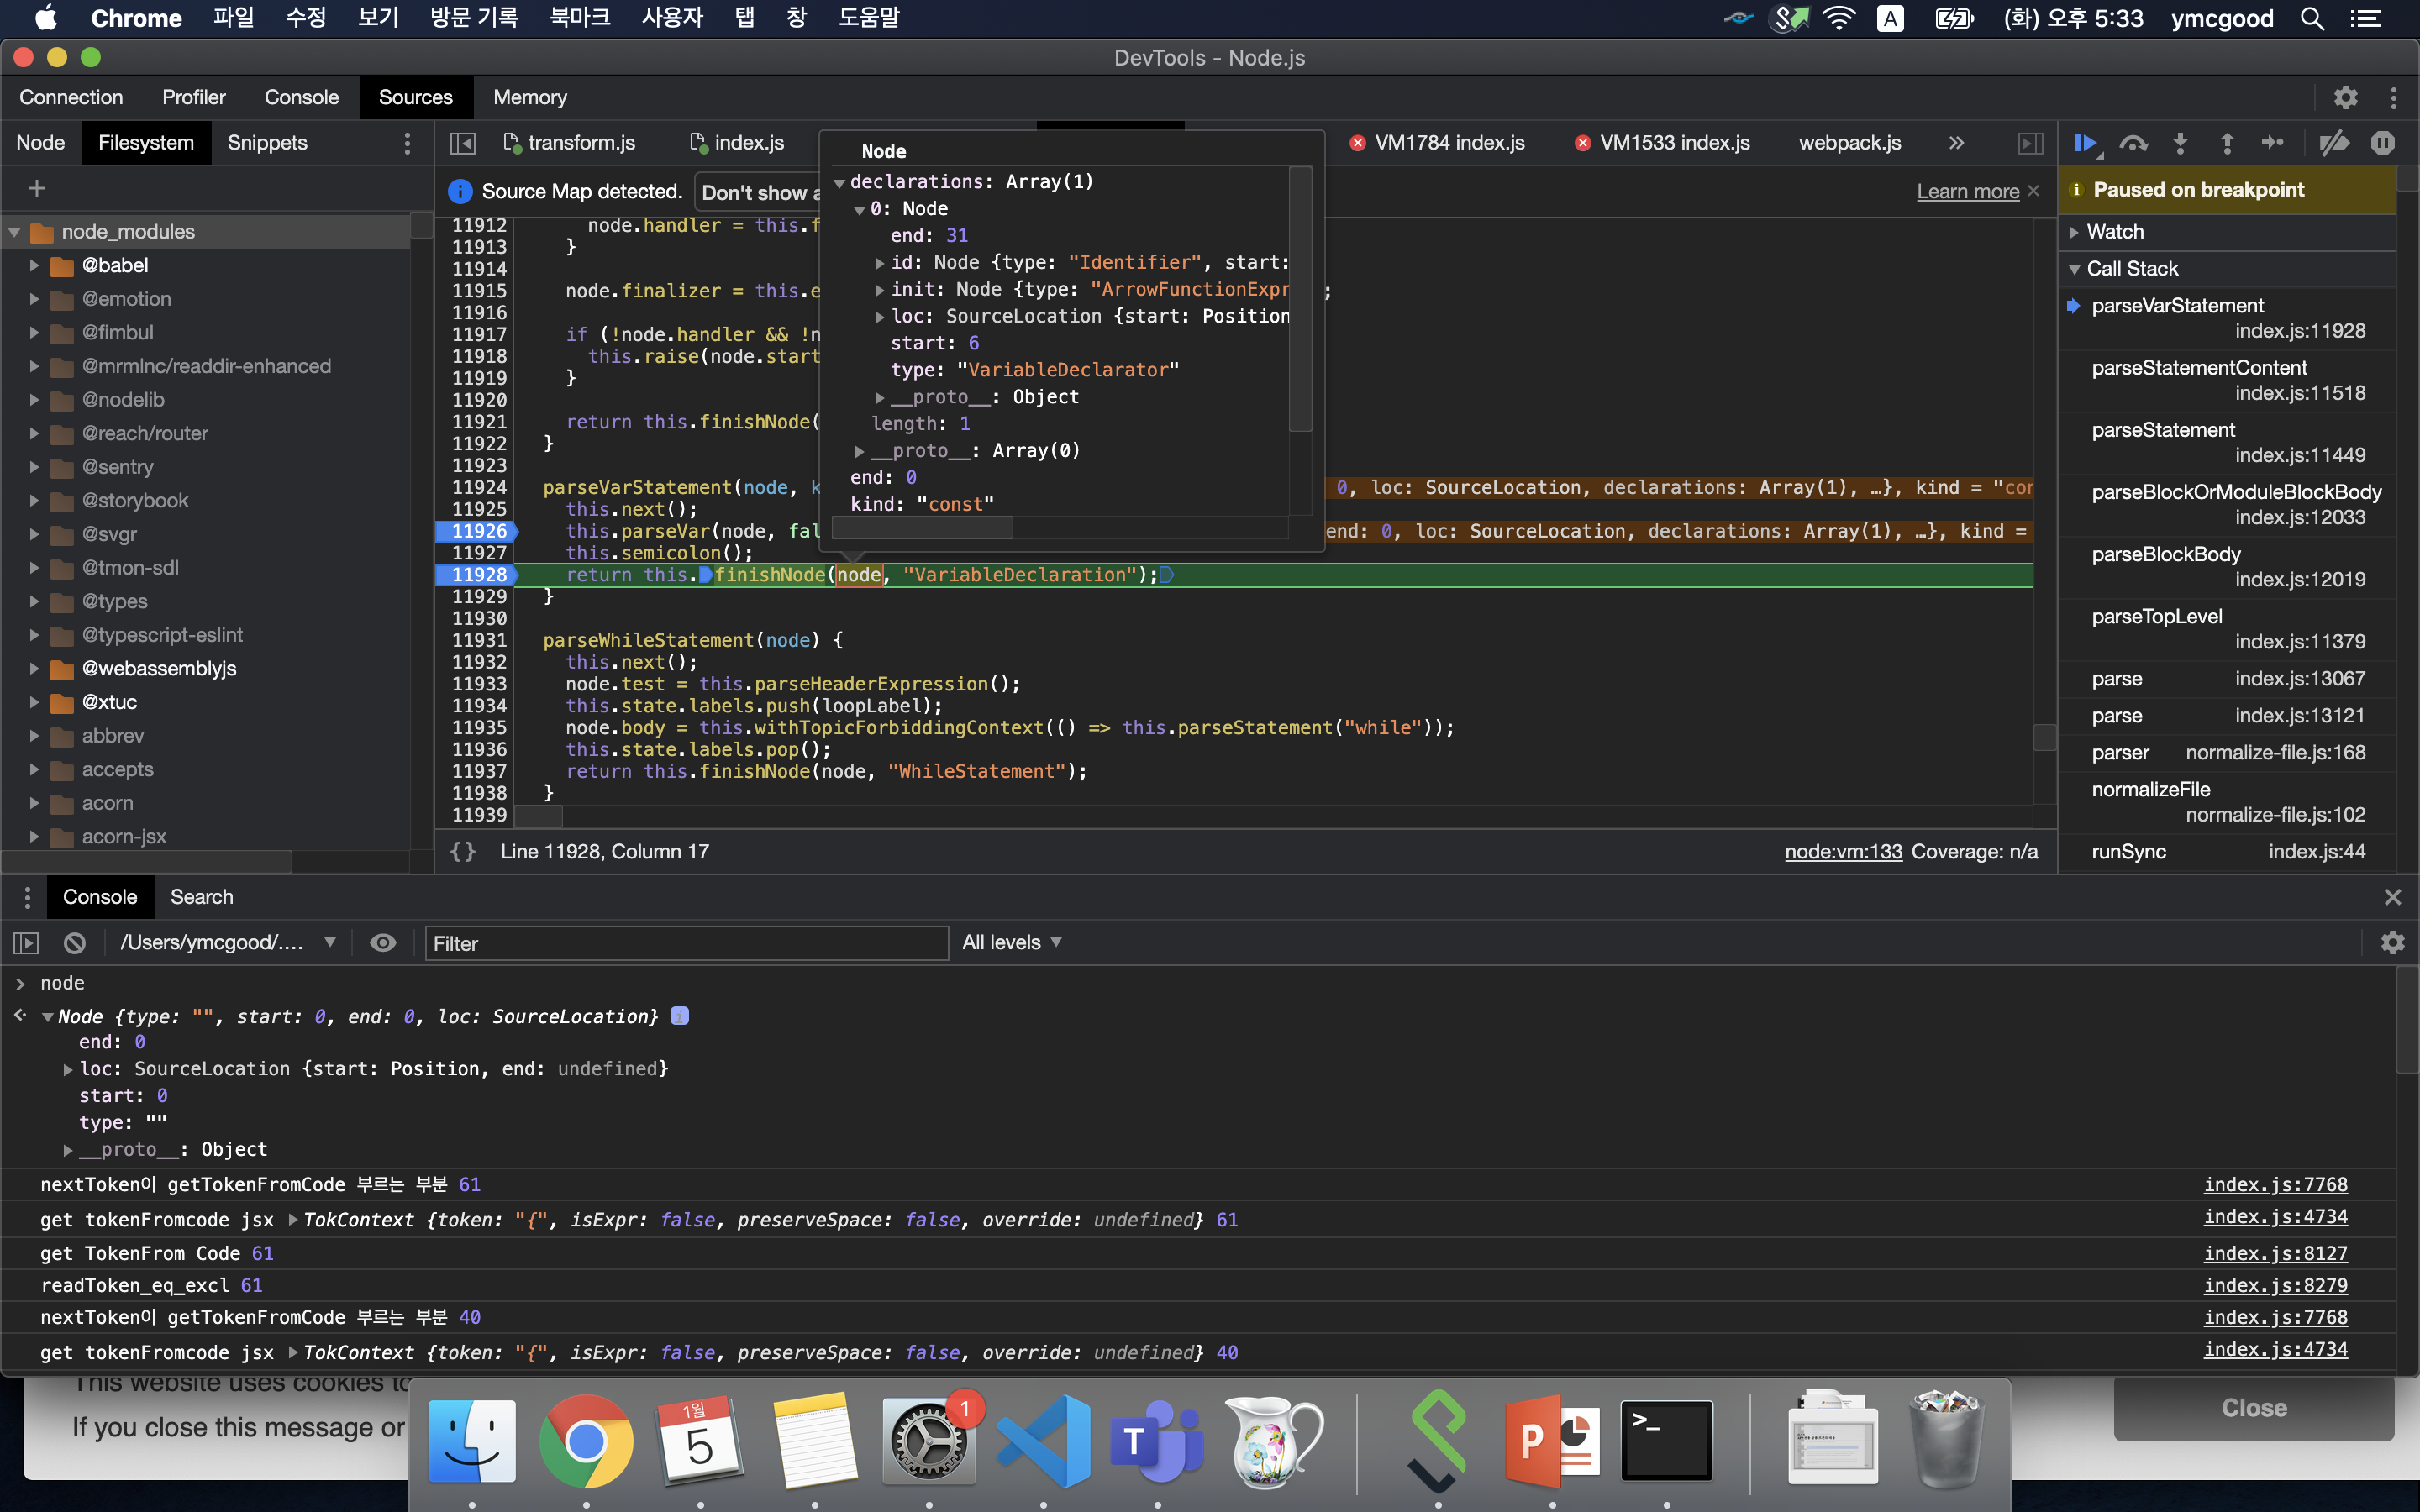 Chrome 파일 수정 보기 방문 기록 북마크 사용자 탭 창 도움말 A (화) 오후 5:33 ymcgood
DevTools - Node.js
Connection Profiler Console Sources Memory
Node Filesystem Snippets transform.js index.js VM1784 index.js VM1533 index.js webpack.js
Source Map detected. Don't show a Learn more
node_modules
@babel
@emotion
@fimbul
@mrmlnc/readdir-enhanced
@nodelib
@reach/router
@sentry
@storybook
@svgr
@tmon-sdl
@types
@typescript-eslint
@webassemblyjs
@xtuc
abbrev
accepts
acorn
acorn-jsx
11912 node.handler = this.f
11913 }
11914
11915 node.finalizer = this.e ;
11916
11917 if (!node.handler && !n
11918 this.raise(node.start
11919 }
11920
11921 return this.finishNode(
11922 }
11923
11924 parseVarStatement(node, k 0, loc: SourceLocation, declarations: Array(1), …}, kind = "cor
11925 this.next();
11926 this.parseVar(node, fal end: 0, loc: SourceLocation, declarations: Array(1), …}, kind =
11927 this.semicolon();
11928 return this.finishNode(node, "VariableDeclaration");
11929 }
11930
11931 parseWhileStatement(node) {
11932 this.next();
11933 node.test = this.parseHeaderExpression();
11934 this.state.labels.push(loopLabel);
11935 node.body = this.withTopicForbiddingContext(() => this.parseStatement("while"));
11936 this.state.labels.pop();
11937 return this.finishNode(node, "WhileStatement");
11938 }
11939
Node
declarations: Array(1)
0: Node
end: 31
id: Node {type: "Identifier", start:
init: Node {type: "ArrowFunctionExpr
loc: SourceLocation {start: Position
start: 6
type: "VariableDeclarator"
__proto__: Object
length: 1
__proto__: Array(0)
end: 0
kind: "const"
{} Line 11928, Column 17 node:vm:133 Coverage: n/a
Paused on breakpoint
Watch
Call Stack
parseVarStatement
index.js:11928
parseStatementContent
index.js:11518
parseStatement
index.js:11449
parseBlockOrModuleBlockBody
index.js:12033
parseBlockBody
index.js:12019
parseTopLevel
index.js:11379
parse index.js:13067
parse index.js:13121
parser normalize-file.js:168
normalizeFile
normalize-file.js:102
runSync index.js:44
Console Search
/Users/ymcgood/.... Filter All levels
node
Node {type: "", start: 0, end: 0, loc: SourceLocation} i
end: 0
loc: SourceLocation {start: Position, end: undefined}
start: 0
type: ""
__proto__: Object
nextToken이 getTokenFromCode 부르는 부분 61 index.js:7768
get tokenFromcode jsx TokContext {token: "{", isExpr: false, preserveSpace: false, override: undefined} 61 index.js:4734
get TokenFrom Code 61 index.js:8127
readToken_eq_excl 61 index.js:8279
nextToken이 getTokenFromCode 부르는 부분 40 index.js:7768
get tokenFromcode jsx TokContext {token: "{", isExpr: false, preserveSpace: false, override: undefined} 40 index.js:4734
This website uses cookies to
If you close this message or
Close
1월
5
1
T
P
>_